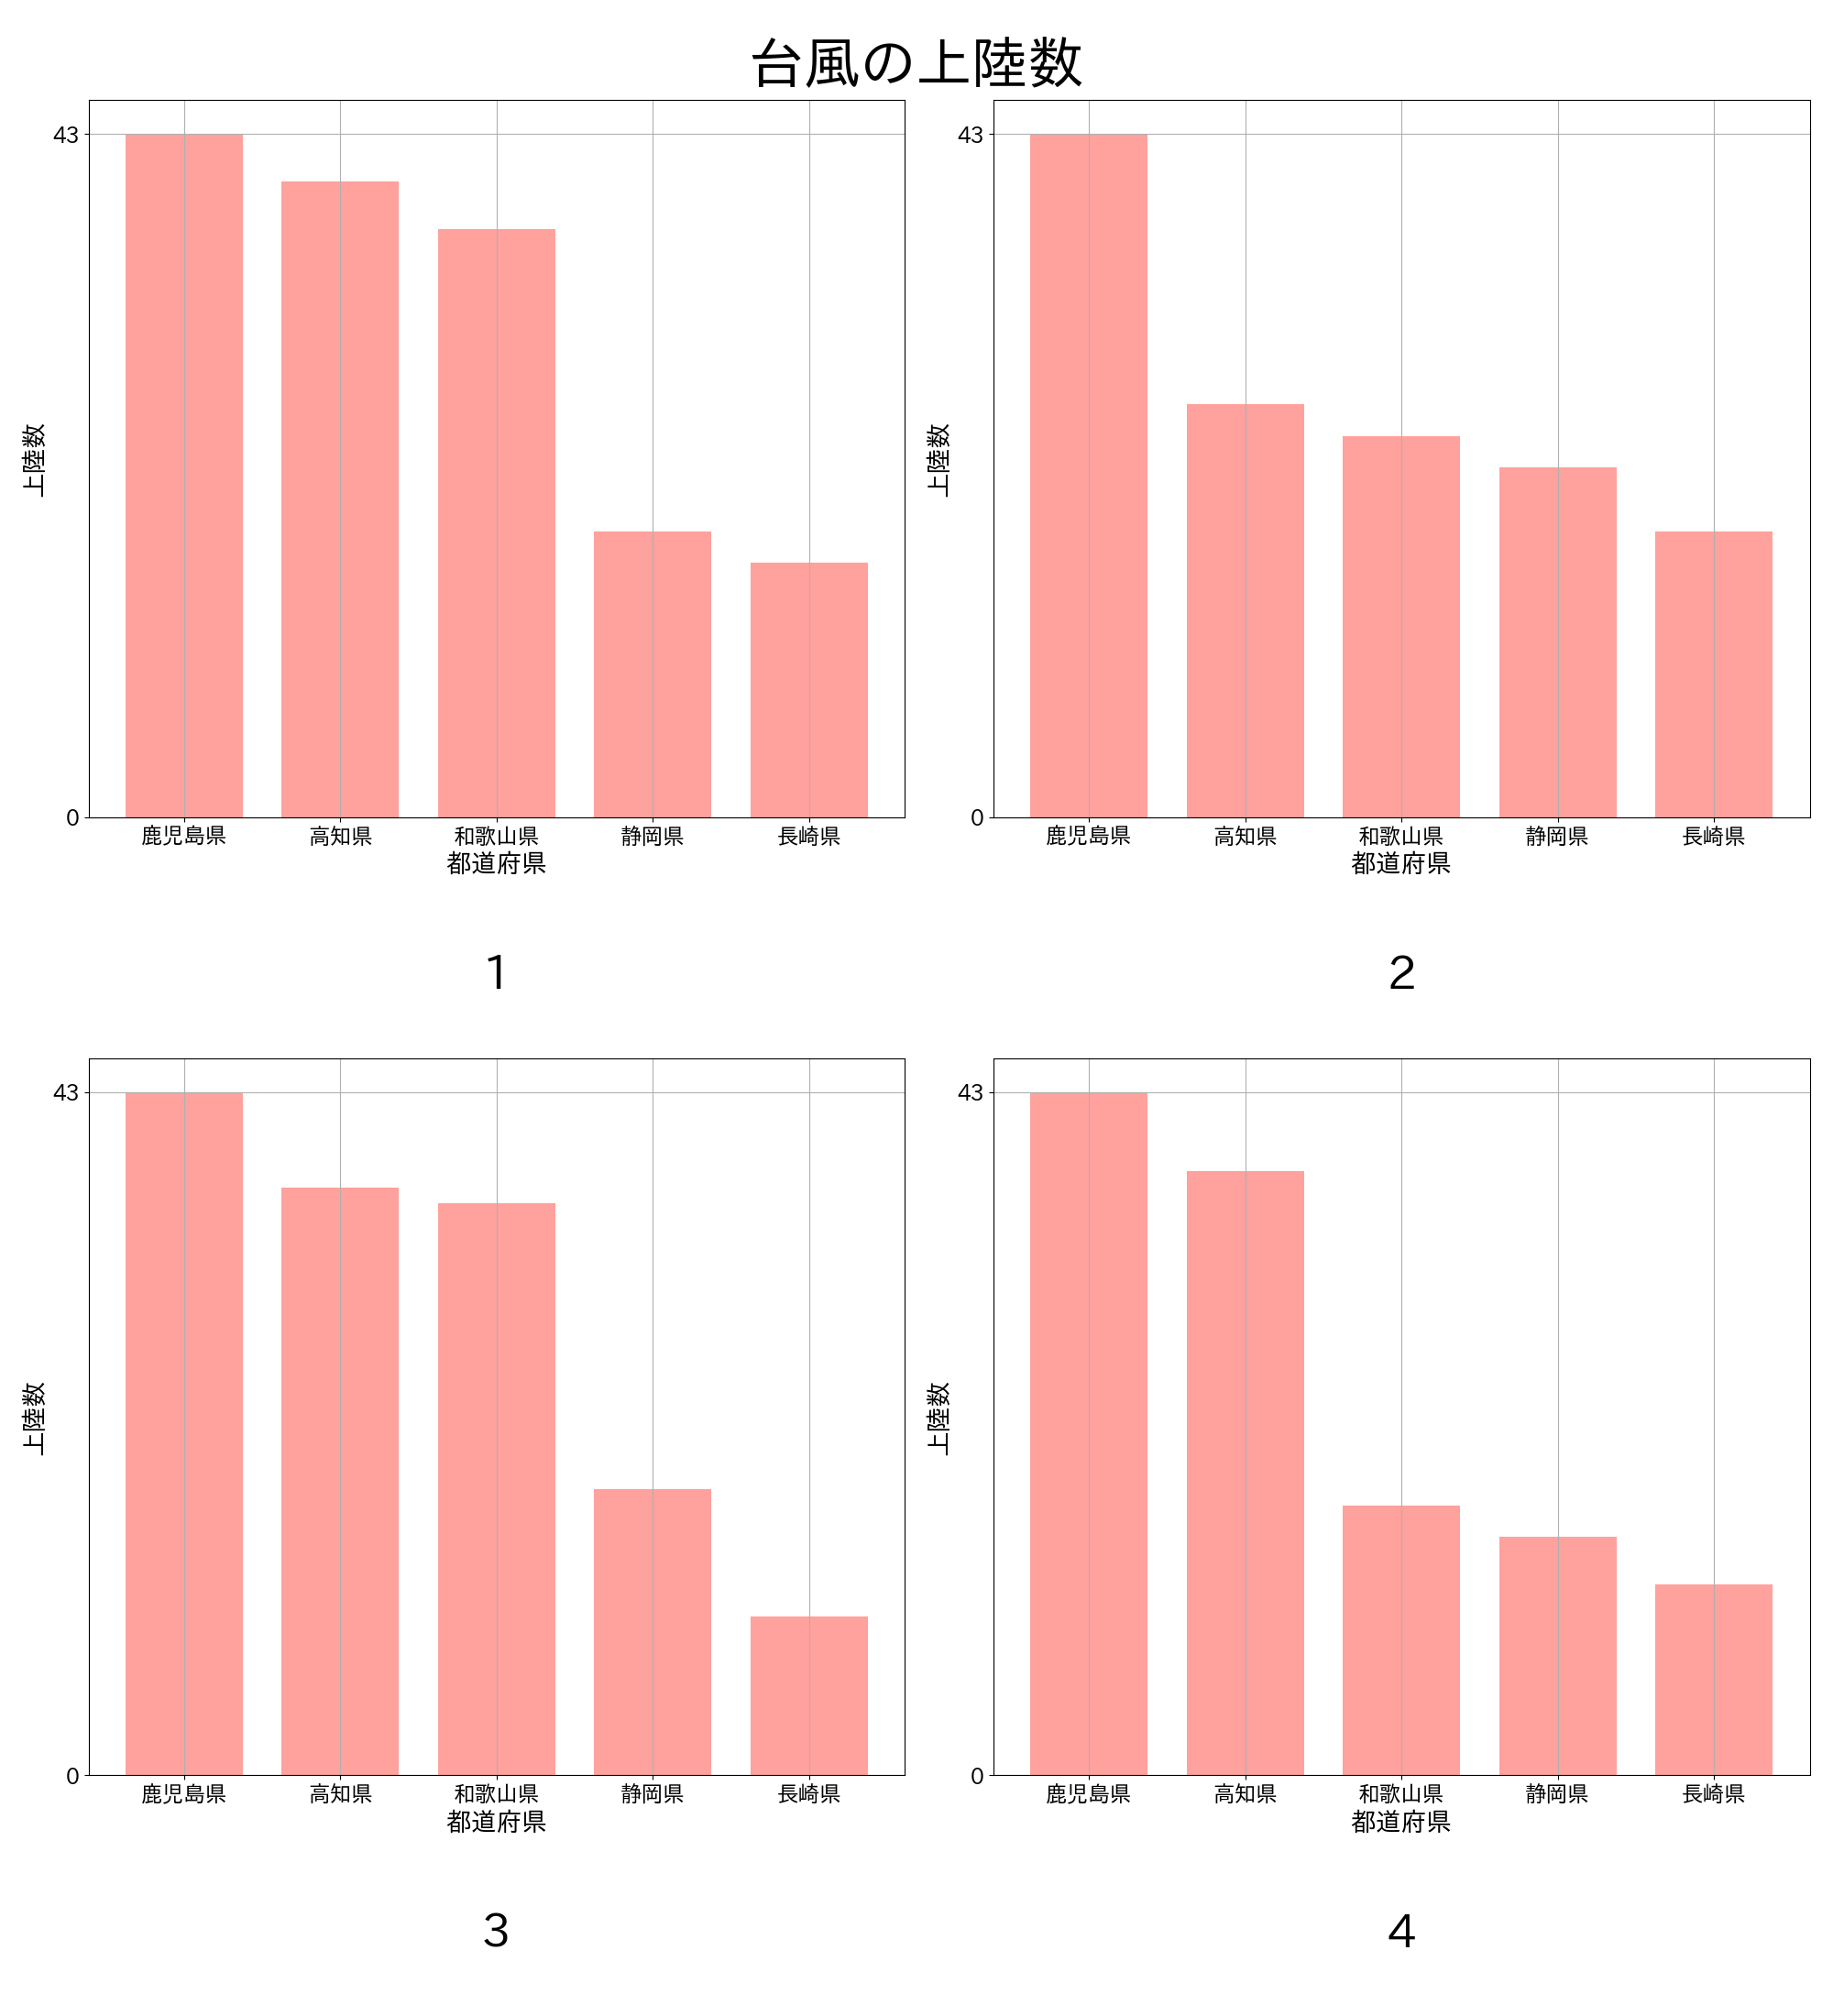 台風の上陸数
43
0
上陸数
鹿児島県 高知県 和歌山県 静岡県 長崎県
都道府県
1
43
0
上陸数
鹿児島県 高知県 和歌山県 静岡県 長崎県
都道府県
2
43
0
上陸数
鹿児島県 高知県 和歌山県 静岡県 長崎県
都道府県
3
43
0
上陸数
鹿児島県 高知県 和歌山県 静岡県 長崎県
都道府県
4